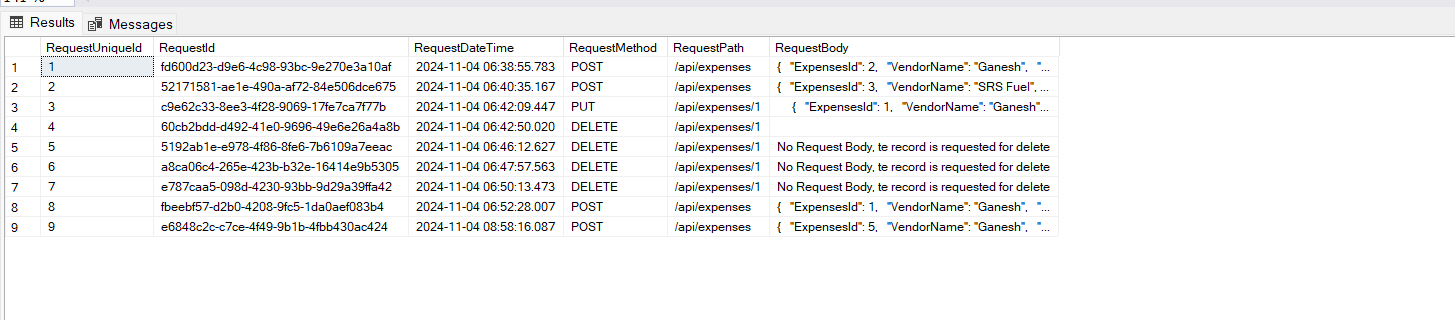 Results Messages
RequestUniqueId RequestId RequestDateTime RequestMethod RequestPath RequestBody
1 1 fd600d23-d9e6-4c98-93bc-9e270e3a10af 2024-11-04 06:38:55.783 POST /api/expenses { "ExpensesId": 2, "VendorName": "Ganesh", "...
2 2 52171581-ae1e-490a-af72-84e506dce675 2024-11-04 06:40:35.167 POST /api/expenses { "ExpensesId": 3, "VendorName": "SRS Fuel", ...
3 3 c9e62c33-8ee3-4f28-9069-17fe7ca7f77b 2024-11-04 06:42:09.447 PUT /api/expenses/1 { "ExpensesId": 1, "VendorName": "Ganesh"...
4 4 60cb2bdd-d492-41e0-9696-49e6e26a4a8b 2024-11-04 06:42:50.020 DELETE /api/expenses/1
5 5 5192ab1e-e978-4f86-8fe6-7b6109a7eeac 2024-11-04 06:46:12.627 DELETE /api/expenses/1 No Request Body, te record is requested for delete
6 6 a8ca06c4-265e-423b-b32e-16414e9b5305 2024-11-04 06:47:57.563 DELETE /api/expenses/1 No Request Body, te record is requested for delete
7 7 e787caa5-098d-4230-93bb-9d29a39ffa42 2024-11-04 06:50:13.473 DELETE /api/expenses/1 No Request Body, te record is requested for delete
8 8 fbeebf57-d2b0-4208-9fc5-1da0aef083b4 2024-11-04 06:52:28.007 POST /api/expenses { "ExpensesId": 1, "VendorName": "Ganesh", "...
9 9 e6848c2c-c7ce-4f49-9b1b-4fbb430ac424 2024-11-04 08:58:16.087 POST /api/expenses { "ExpensesId": 5, "VendorName": "Ganesh", "...